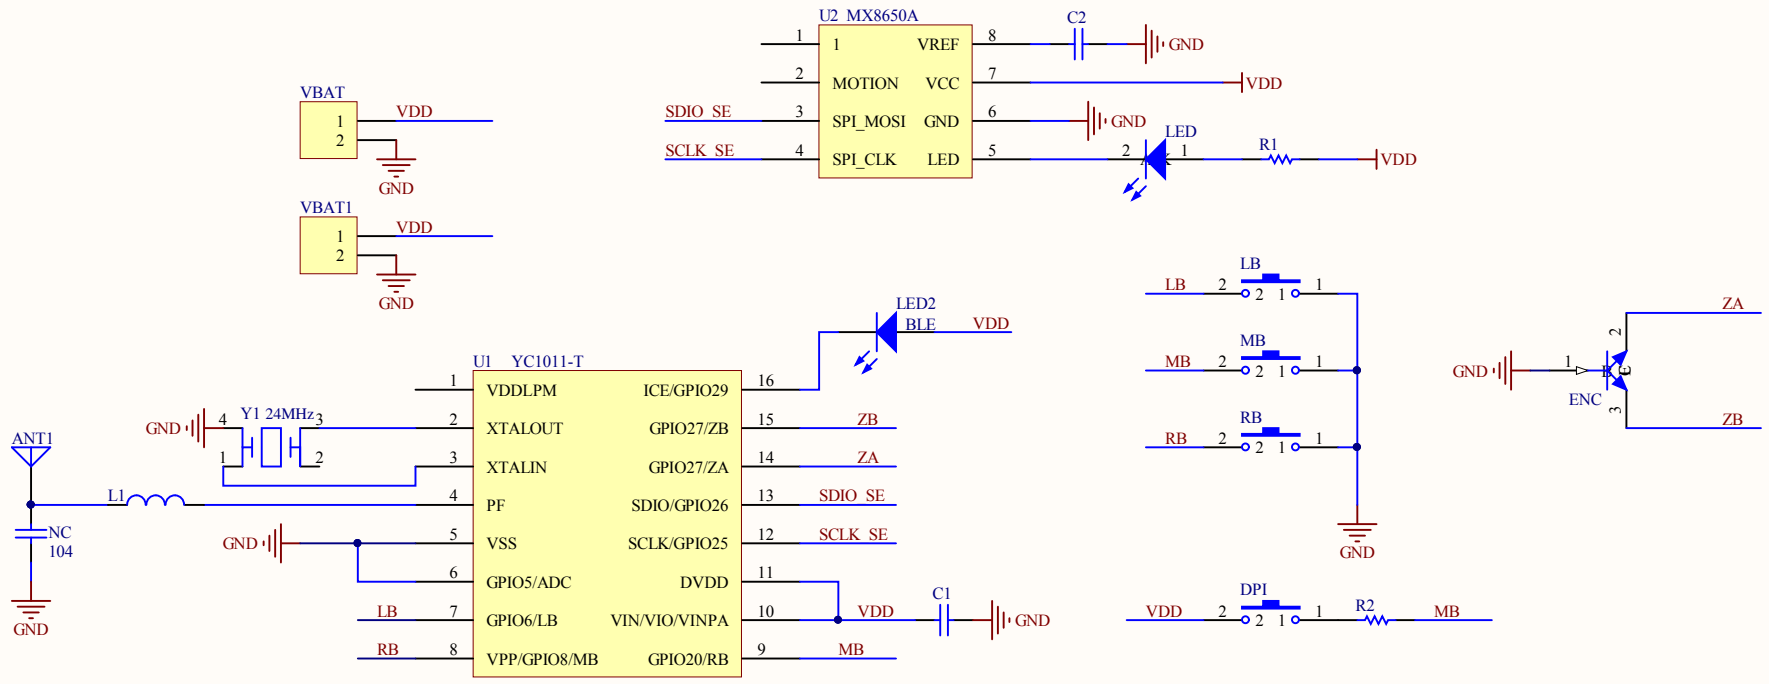 U2 MX8650A
1 1 VREF 8 C2 GND
2 MOTION VCC 7 VDD
SDIO_SE 3 SPI_MOSI GND 6 GND
SCLK_SE 4 SPI_CLK LED 5 2 LED 1 R1 VDD
VBAT
1 VDD
2
GND
VBAT1
1 VDD
2
GND
LED2
BLE VDD
U1 YC1011-T
1 VDDLPM ICE/GPIO29 16
4 Y1 24MHz 3
GND 2 XTALOUT GPIO27/ZB 15 ZB
1 2 3 XTALIN GPIO27/ZA 14 ZA
ANT1
L1 4 PF SDIO/GPIO26 13 SDIO_SE
NC
104
GND
GND 5 VSS SCLK/GPIO25 12 SCLK_SE
6 GPIO5/ADC DVDD 11
LB 7 GPIO6/LB VIN/VIO/VINPA 10 VDD C1 GND
RB 8 VPP/GPIO8/MB GPIO20/RB 9 MB
LB
LB 2 2 1 1
MB
MB 2 2 1 1
RB
RB 2 2 1 1
GND
ZA
2
GND 1
ENC
3
ZB
DPI
VDD 2 2 1 1 R2 MB